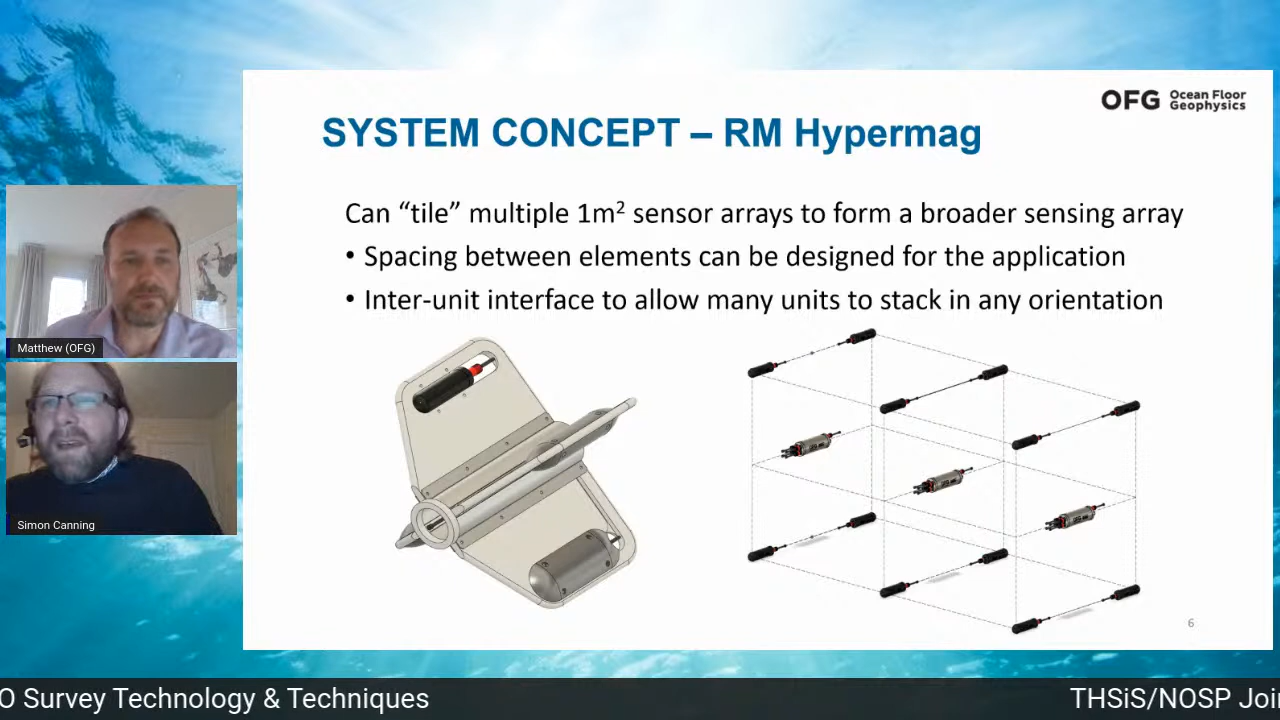 OFG Ocean Floor
Geophysics
SYSTEM CONCEPT – RM Hypermag
Can “tile” multiple 1m² sensor arrays to form a broader sensing array
• Spacing between elements can be designed for the application
• Inter-unit interface to allow many units to stack in any orientation
Matthew (OFG)
Simon Canning
6
O Survey Technology & Techniques
THSiS/NOSP Joi